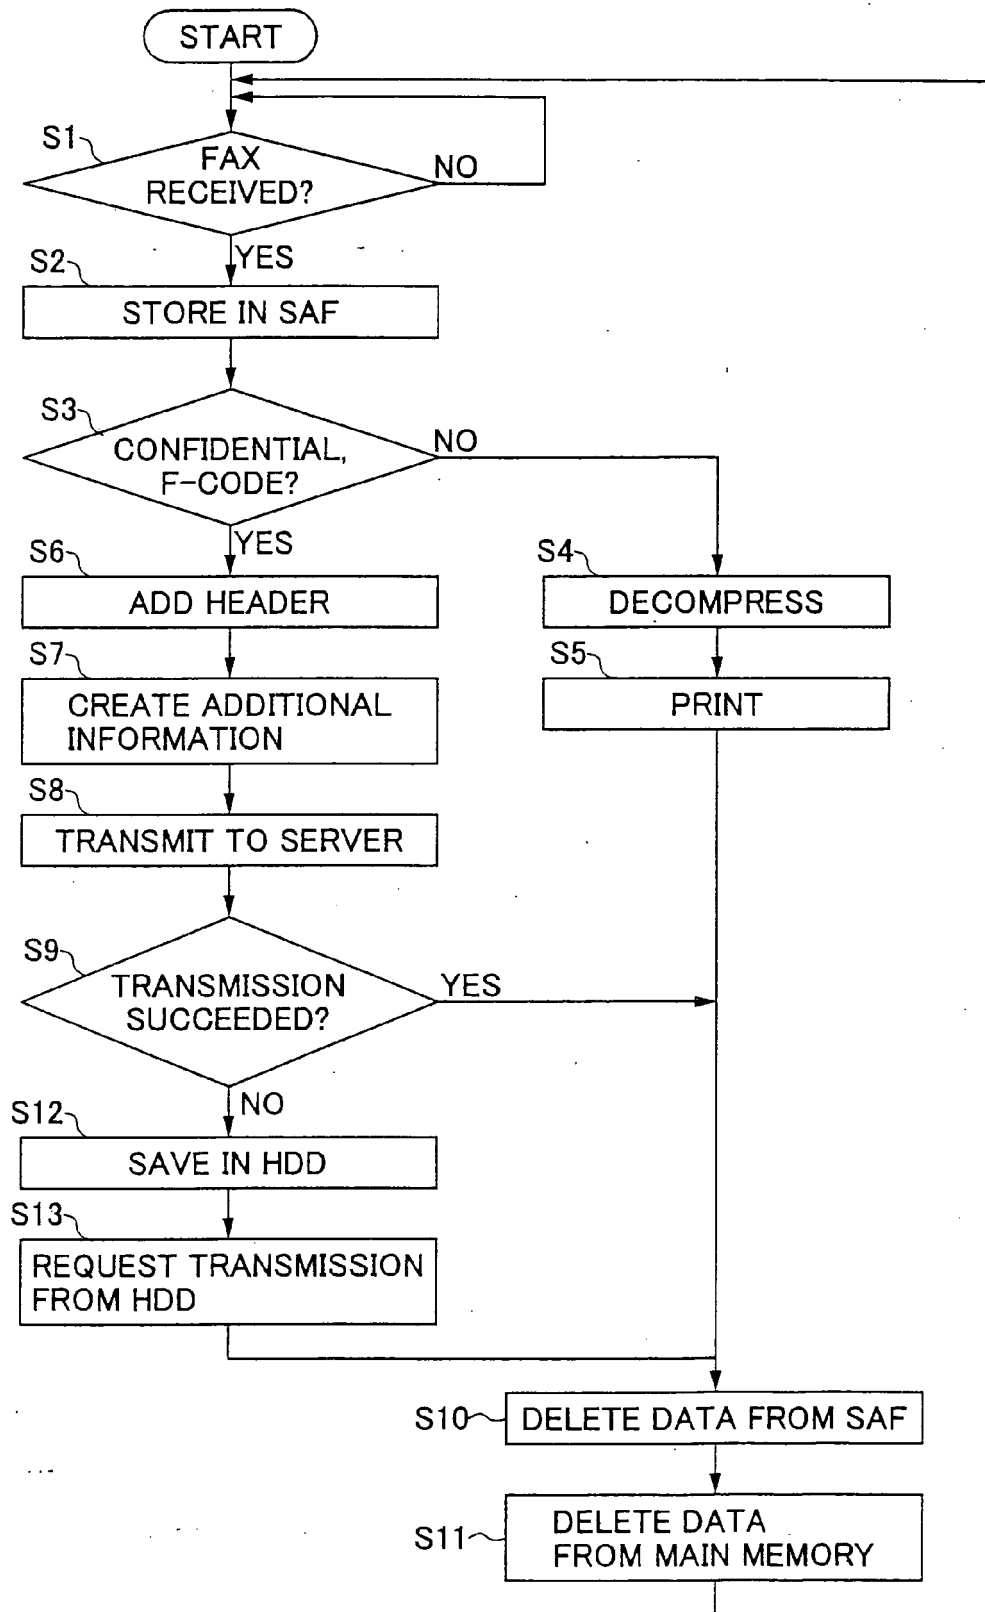 START
S1
FAX
RECEIVED?
NO
YES
S2
STORE IN SAF
S3
CONFIDENTIAL,
F-CODE?
NO
YES
S6
ADD HEADER
S4
DECOMPRESS
S7
CREATE ADDITIONAL
INFORMATION
S5
PRINT
S8
TRANSMIT TO SERVER
S9
TRANSMISSION
SUCCEEDED?
YES
NO
S12
SAVE IN HDD
S13
REQUEST TRANSMISSION
FROM HDD
S10
DELETE DATA FROM SAF
S11
DELETE DATA
FROM MAIN MEMORY